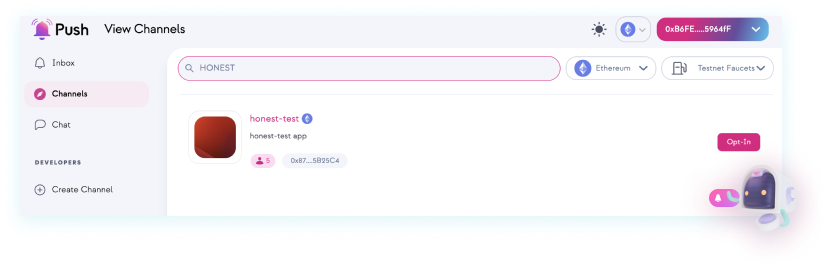 Push
View Channels
0xB6FE.....5964fF
Inbox
HONEST
Ethereum
Testnet Faucets
Channels
honest-test
honest-test app
Chat
Opt-In
5
0x87....5B25C4
DEVELOPERS
Create Channel